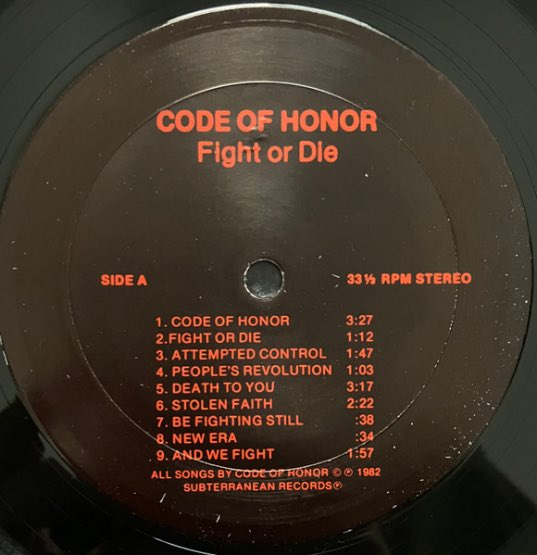 CODE OF HONOR
Fight or Die
SIDE A 33⅓ RPM STEREO
1. CODE OF HONOR 3:27
2.FIGHT OR DIE 1:12
3. ATTEMPTED CONTROL 1:47
4. PEOPLE'S REVOLUTION 1:03
5. DEATH TO YOU 3:17
6. STOLEN FAITH 2:22
7. BE FIGHTING STILL :38
8. NEW ERA :34
9. AND WE FIGHT 1:57
ALL SONGS BY CODE OF HONOR © ℗ 1982
SUBTERRANEAN RECORDS ℗